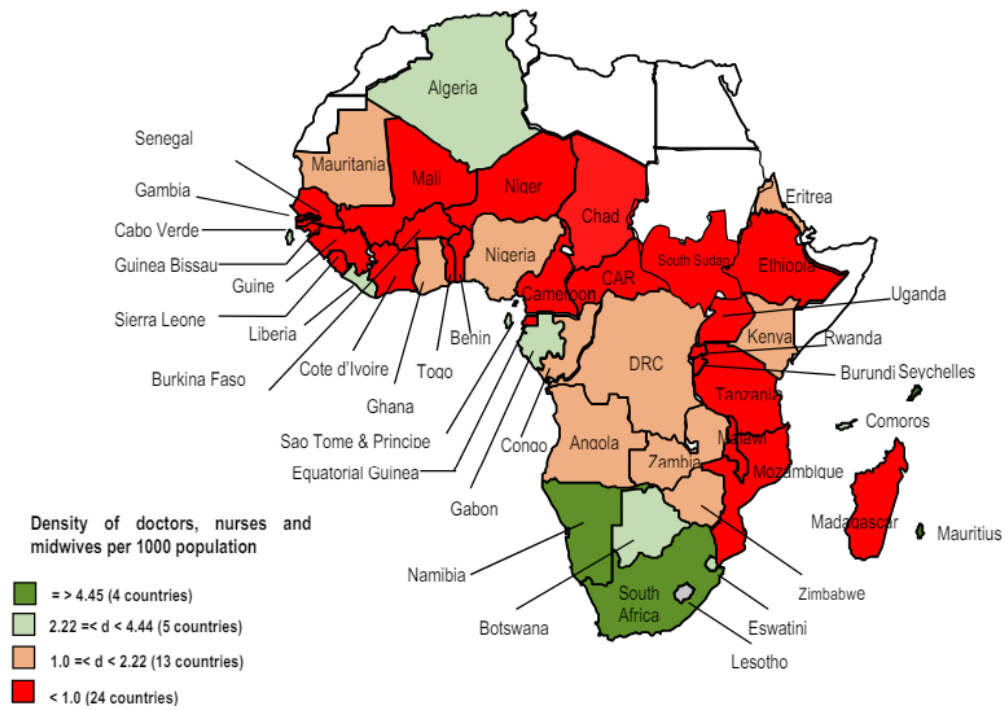 Algeria
Senegal
Mauritania
Mali
Niger
Gambia
Eritrea
Chad
Cabo Verde
Nigeria
South Sudan
Ethiopia
Guinea Bissau
Guine
Cameroon
CAR
Uganda
Sierra Leone
Liberia
Benin
Kenya
Rwanda
Cote d'Ivoire
Togo
DRC
Burundi
Seychelles
Burkina Faso
Tanzania
Ghana
Comoros
Sao Tome & Principe
Congo
Angola
Malawi
Equatorial Guinea
Zambia
Mozambique
Gabon
Madagascar
Density of doctors, nurses and
midwives per 1000 population
Mauritius
Namibia
= > 4.45 (4 countries)
South
Africa
Zimbabwe
2.22 =< d < 4.44 (5 countries)
Botswana
Eswatini
1.0 =< d < 2.22 (13 countries)
Lesotho
< 1.0 (24 countries)